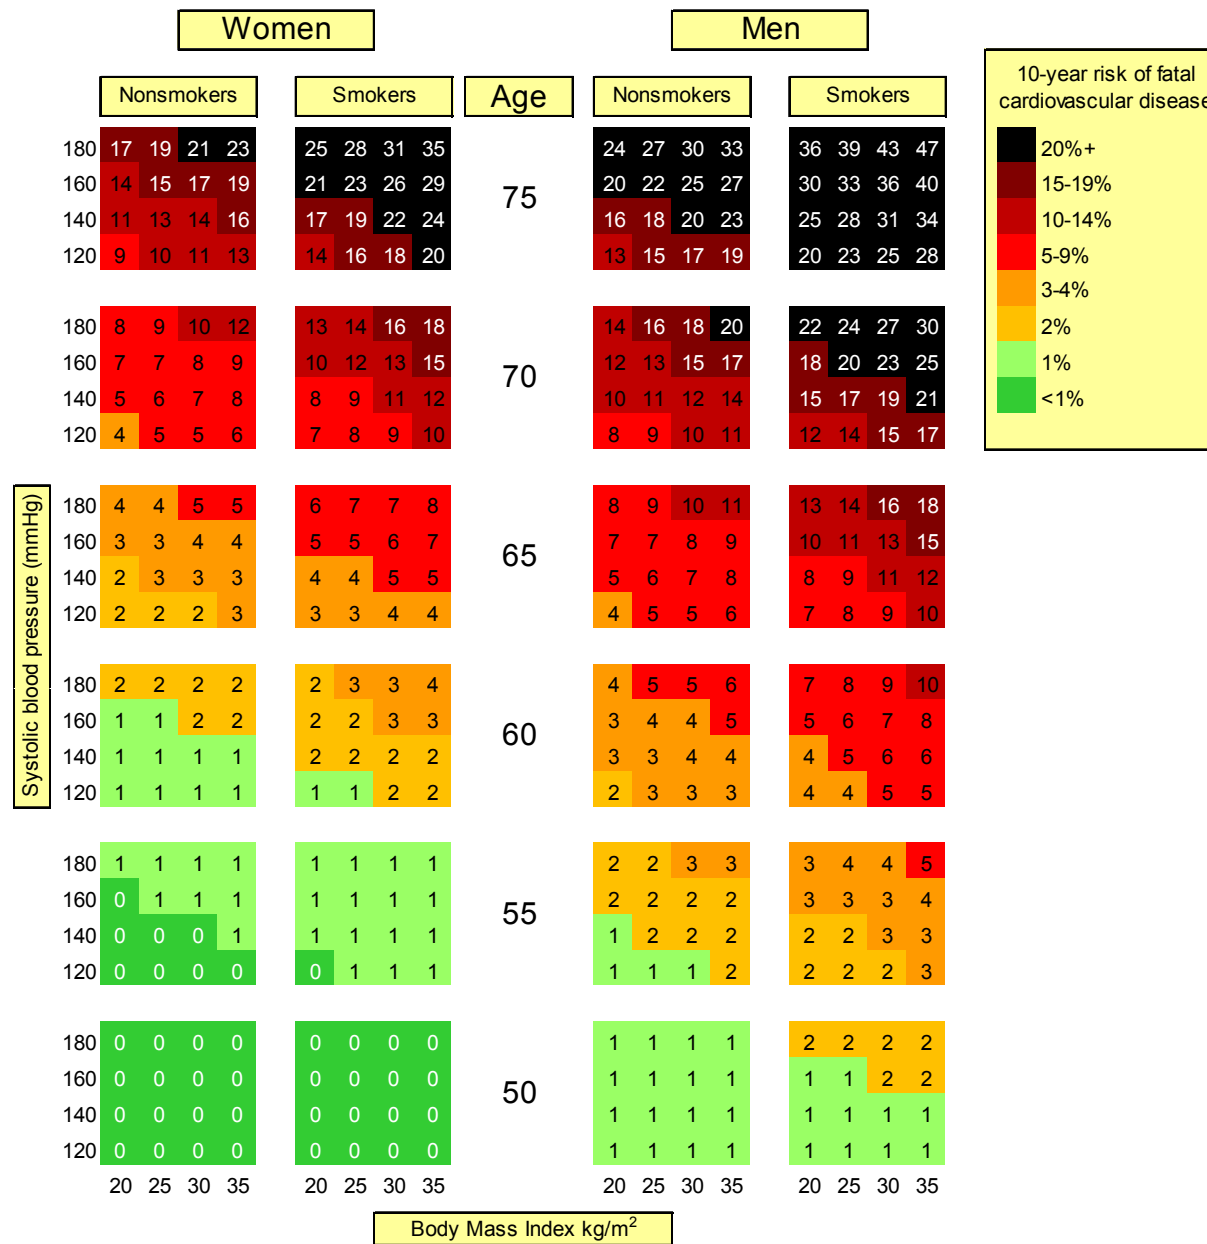 Women Men
Nonsmokers Smokers Age Nonsmokers Smokers
10-year risk of fatal
cardiovascular disease
20%+
15-19%
10-14%
5-9%
3-4%
2%
1%
<1%
180 17 19 21 23 25 28 31 35 24 27 30 33 36 39 43 47
160 14 15 17 19 21 23 26 29 20 22 25 27 30 33 36 40
75
140 11 13 14 16 17 19 22 24 16 18 20 23 25 28 31 34
120 9 10 11 13 14 16 18 20 13 15 17 19 20 23 25 28
180 8 9 10 12 13 14 16 18 14 16 18 20 22 24 27 30
160 7 7 8 9 10 12 13 15 12 13 15 17 18 20 23 25
70
140 5 6 7 8 8 9 11 12 10 11 12 14 15 17 19 21
120 4 5 5 6 7 8 9 10 8 9 10 11 12 14 15 17
Systolic blood pressure (mmHg)
180 4 4 5 5 6 7 7 8 8 9 10 11 13 14 16 18
160 3 3 4 4 5 5 6 7 7 7 8 9 10 11 13 15
65
140 2 3 3 3 4 4 5 5 5 6 7 8 8 9 11 12
120 2 2 2 3 3 3 4 4 4 5 5 6 7 8 9 10
180 2 2 2 2 2 3 3 4 4 5 5 6 7 8 9 10
160 1 1 2 2 2 2 3 3 3 4 4 5 5 6 7 8
60
140 1 1 1 1 2 2 2 2 3 3 4 4 4 5 6 6
120 1 1 1 1 1 1 2 2 2 3 3 3 4 4 5 5
180 1 1 1 1 1 1 1 1 2 2 3 3 3 4 4 5
160 0 1 1 1 1 1 1 1 2 2 2 2 3 3 3 4
55
140 0 0 0 1 1 1 1 1 1 2 2 2 2 2 3 3
120 0 0 0 0 0 1 1 1 1 1 1 2 2 2 2 3
180 0 0 0 0 0 0 0 0 1 1 1 1 2 2 2 2
160 0 0 0 0 0 0 0 0 1 1 1 1 1 1 2 2
50
140 0 0 0 0 0 0 0 0 1 1 1 1 1 1 1 1
120 0 0 0 0 0 0 0 0 1 1 1 1 1 1 1 1
20 25 30 35 20 25 30 35 20 25 30 35 20 25 30 35
Body Mass Index kg/m²